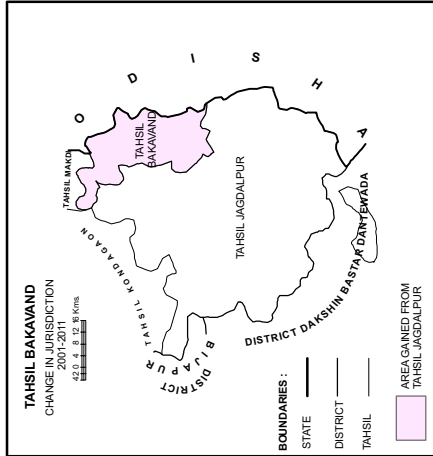 TAHSIL BAKAVAND
CHANGE IN JURISDICTION
2001-2011
4 2 0 4 8 12 16 Kms.
TAHSIL MAKDI
O D I S H A
TAHSIL
BAKAVAND
TAHSIL KONDAGAON
TAHSIL JAGDALPUR
DISTRICT
BIJAPUR
DISTRICT DAKSHIN BASTAR DANTEWADA
BOUNDARIES :
STATE
DISTRICT
TAHSIL
AREA GAINED FROM
TAHSIL JAGDALPUR